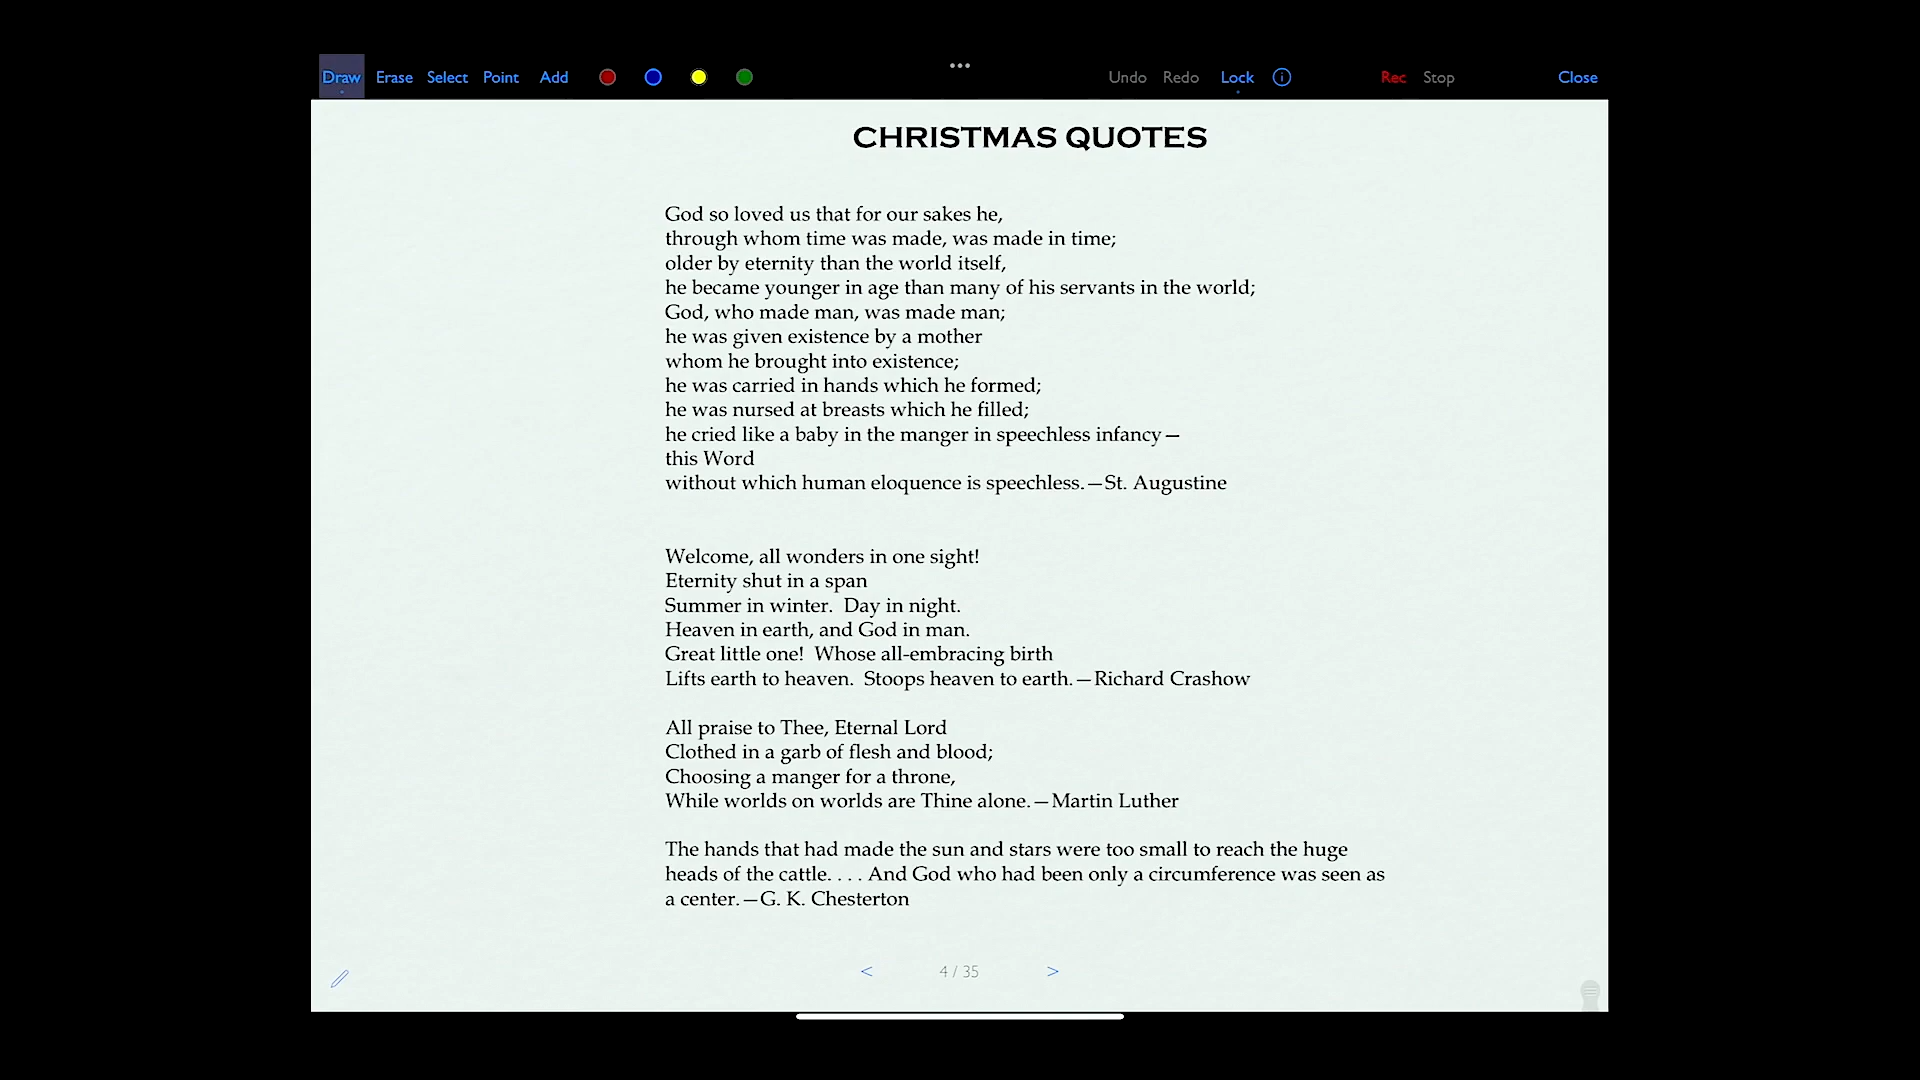 Draw Erase Select Point Add ... Undo Redo Lock Rec Stop Close
CHRISTMAS QUOTES
God so loved us that for our sakes he,
through whom time was made, was made in time;
older by eternity than the world itself,
he became younger in age than many of his servants in the world;
God, who made man, was made man;
he was given existence by a mother
whom he brought into existence;
he was carried in hands which he formed;
he was nursed at breasts which he filled;
he cried like a baby in the manger in speechless infancy—
this Word
without which human eloquence is speechless.—St. Augustine
Welcome, all wonders in one sight!
Eternity shut in a span
Summer in winter.  Day in night.
Heaven in earth, and God in man.
Great little one!  Whose all-embracing birth
Lifts earth to heaven.  Stoops heaven to earth.—Richard Crashow
All praise to Thee, Eternal Lord
Clothed in a garb of flesh and blood;
Choosing a manger for a throne,
While worlds on worlds are Thine alone.—Martin Luther
The hands that had made the sun and stars were too small to reach the huge
heads of the cattle. . . . And God who had been only a circumference was seen as
a center.—G. K. Chesterton
< 4 / 35 >